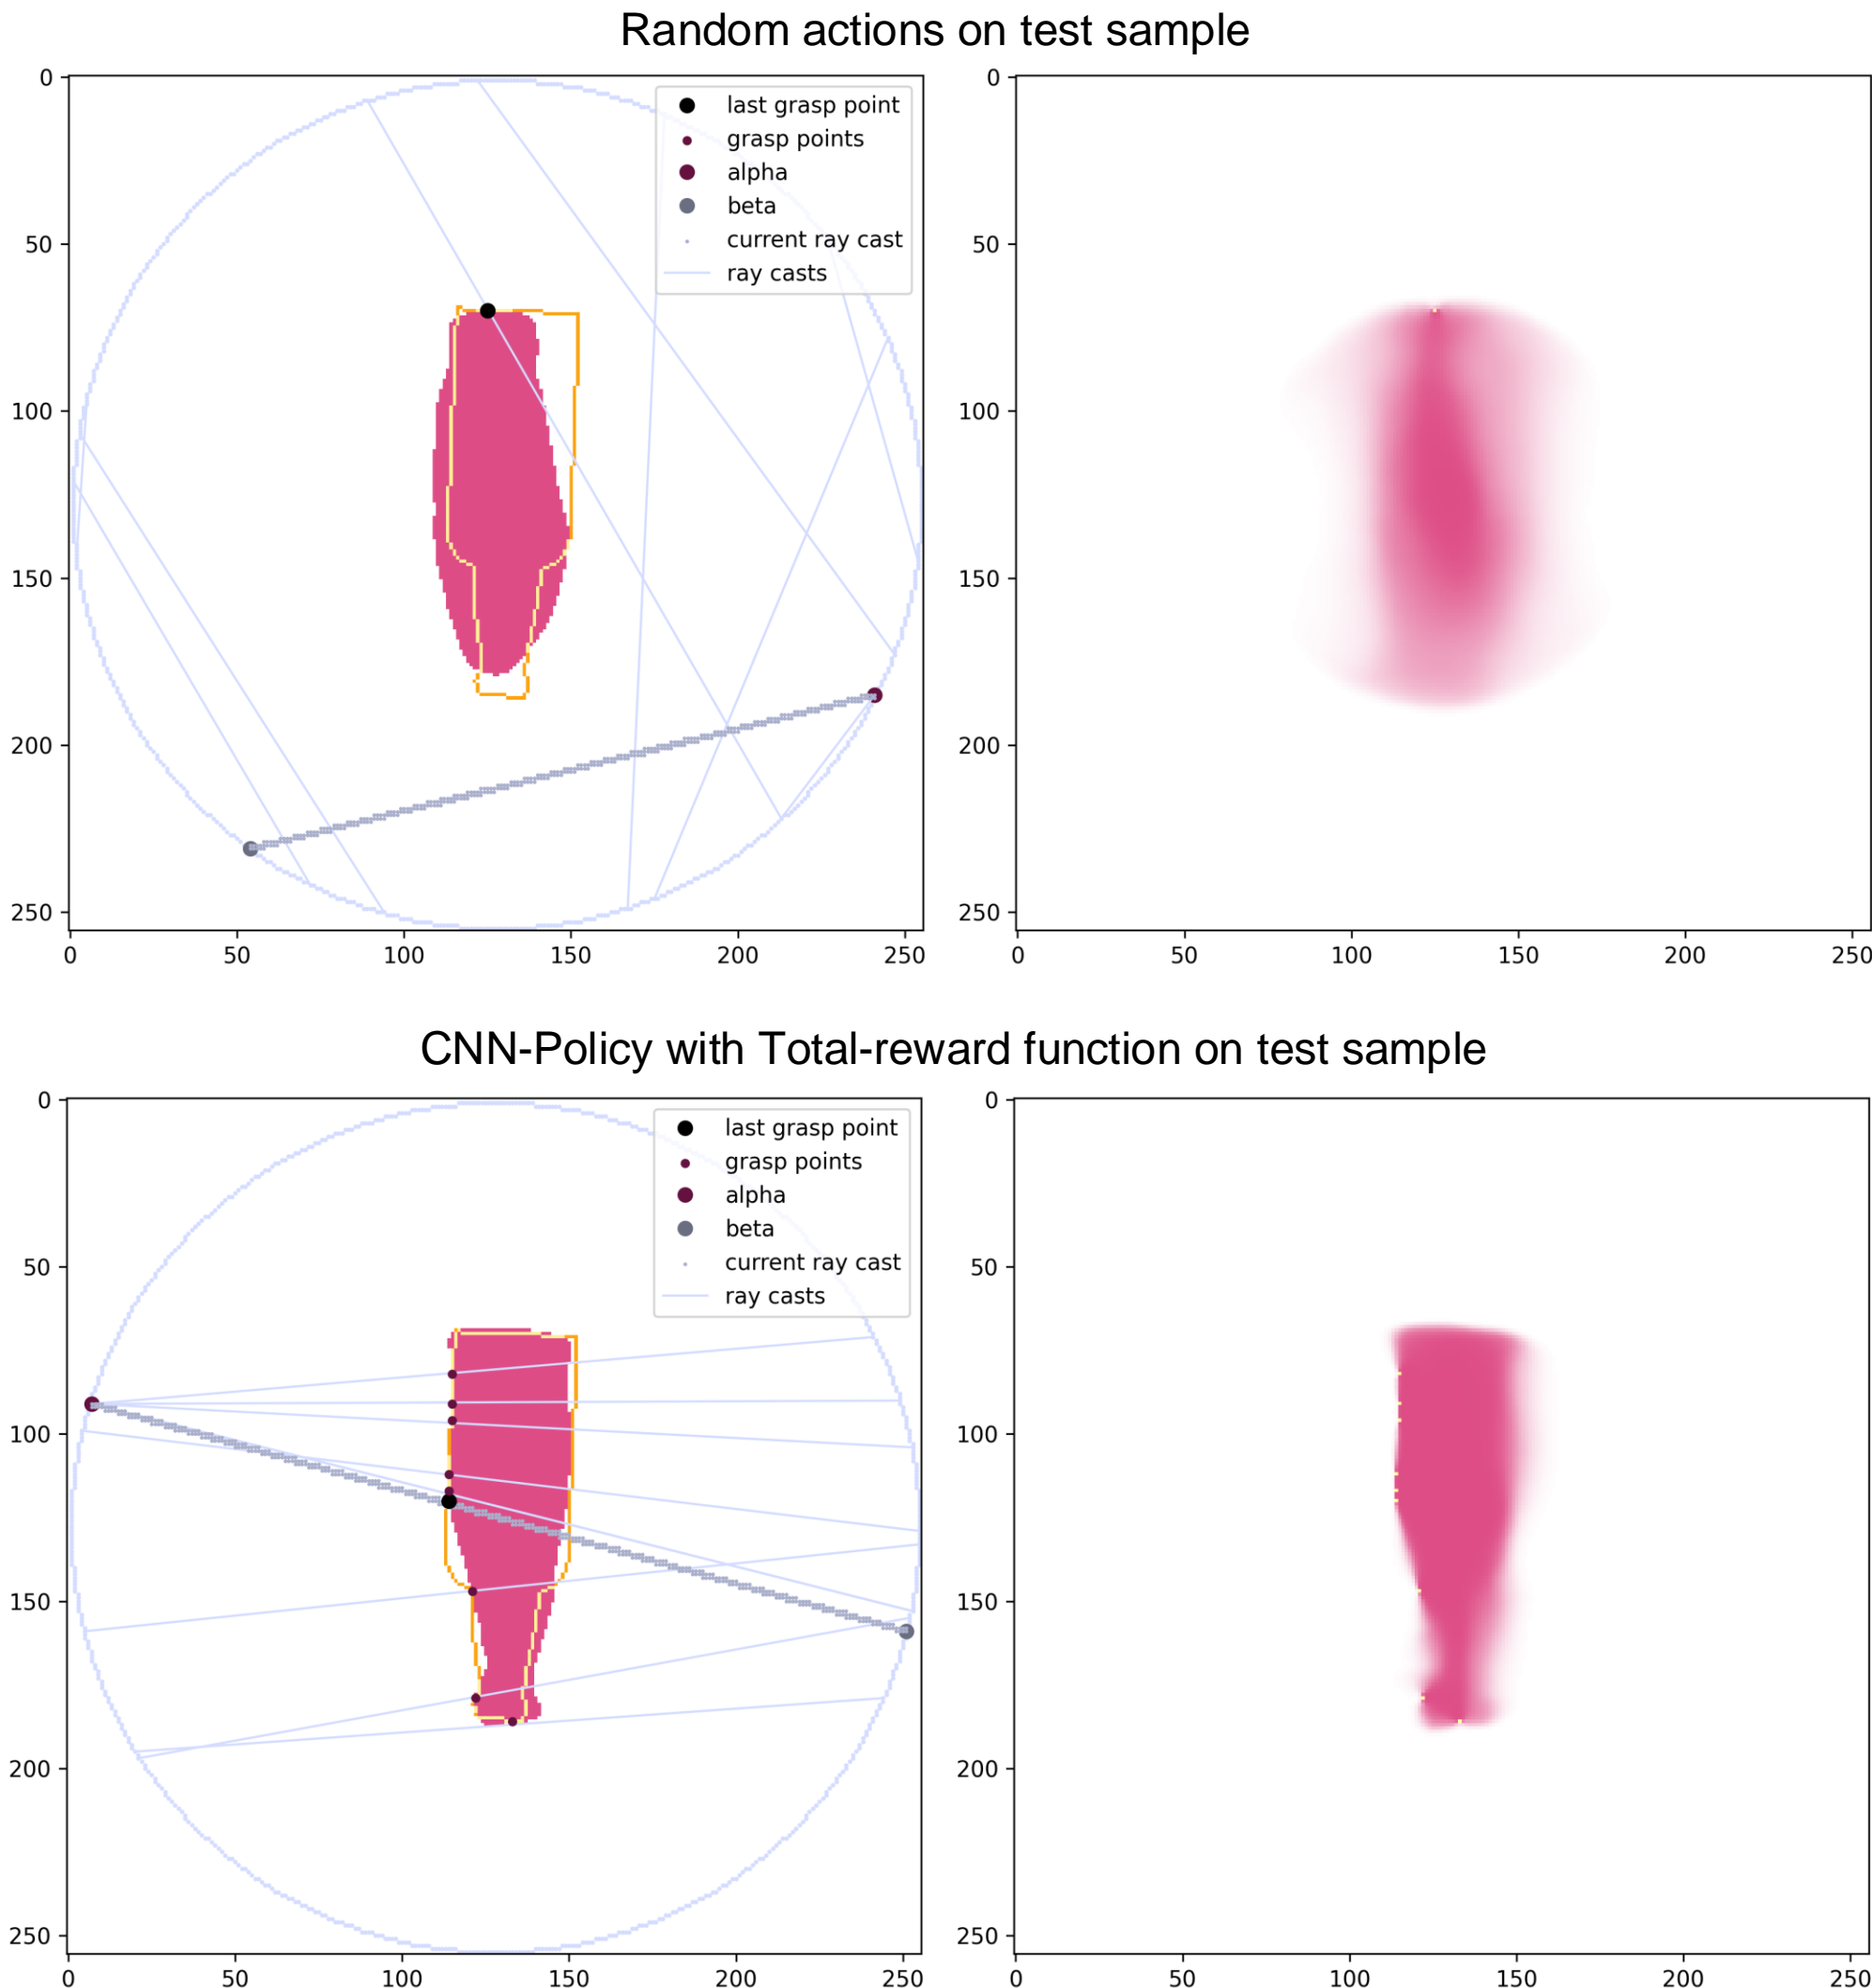 Random actions on test sample
0
50
100
150
200
250
0 50 100 150 200 250
last grasp point
grasp points
alpha
beta
current ray cast
ray casts
0
50
100
150
200
250
0 50 100 150 200 250
CNN-Policy with Total-reward function on test sample
0
50
100
150
200
250
0 50 100 150 200 250
last grasp point
grasp points
alpha
beta
current ray cast
ray casts
0
50
100
150
200
250
0 50 100 150 200 250